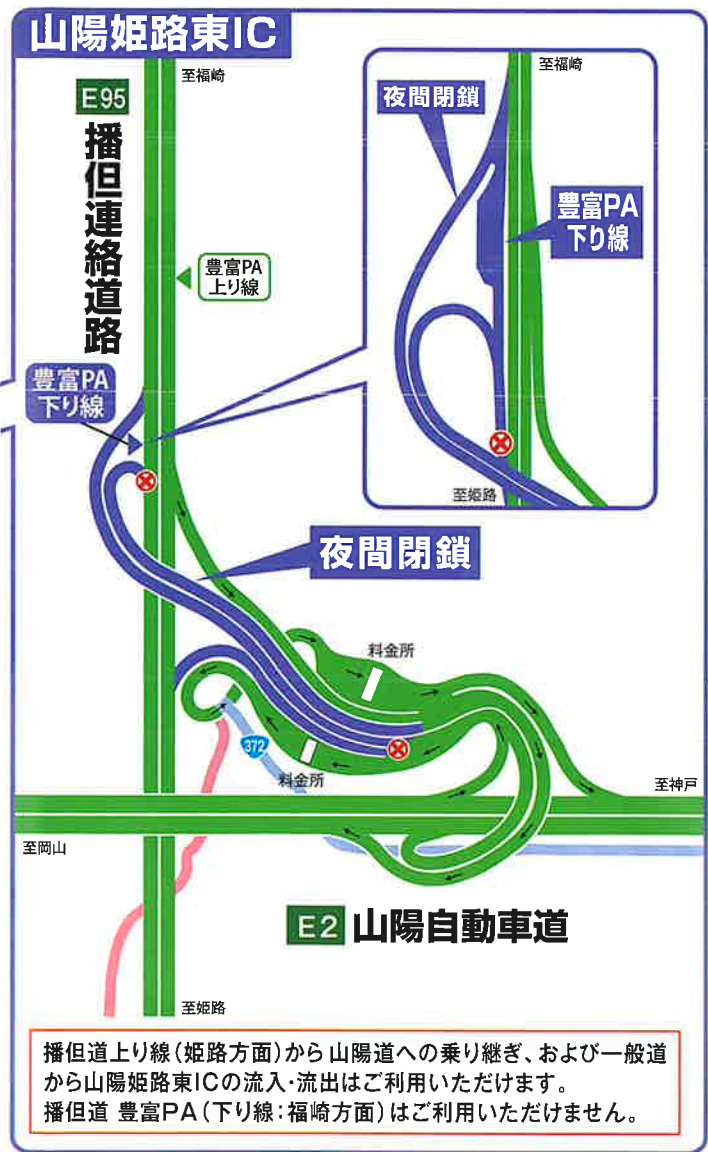 山陽姫路東IC
至福崎
E95
播但連絡道路
豊富PA
上り線
豊富PA
下り線
至福崎
夜間閉鎖
豊富PA
下り線
至姫路
夜間閉鎖
料金所
372
料金所
至神戸
至岡山
E2 山陽自動車道
至姫路
播但道上り線(姫路方面)から山陽道への乗り継ぎ、および一般道
から山陽姫路東ICの流入・流出はご利用いただけます。
播但道 豊富PA(下り線:福崎方面)はご利用いただけません。